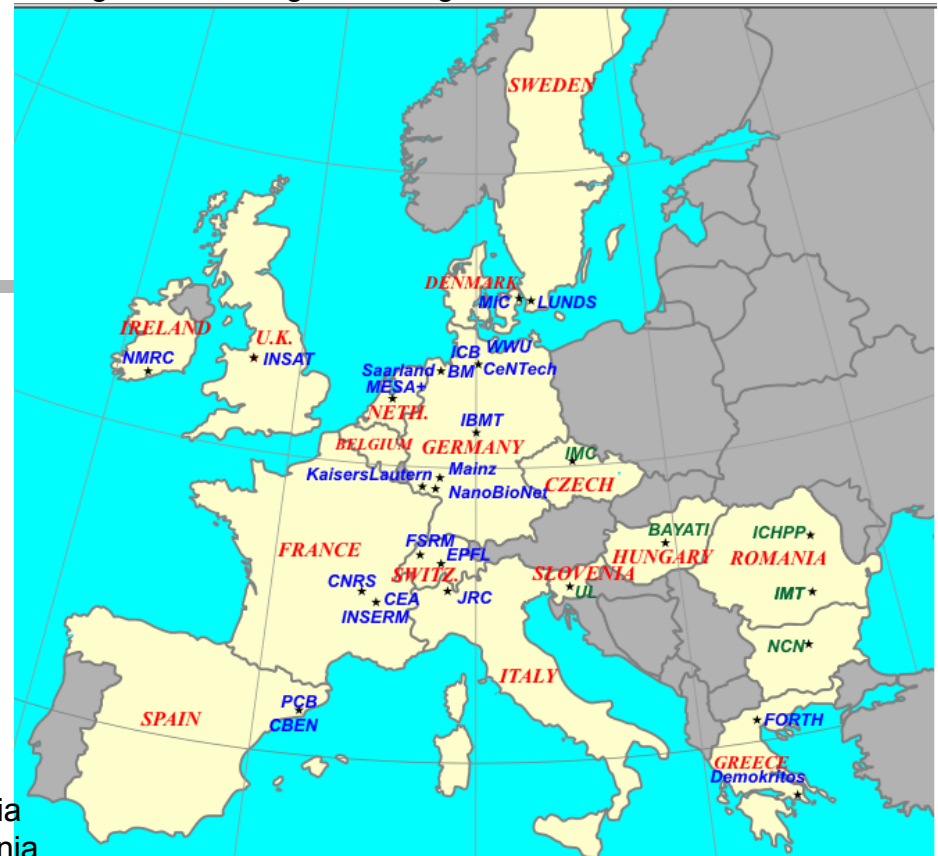 SWEDEN
DENMARK
MIC
LUNDS
IRELAND
U.K.
NMRC
INSAT
ICB
WWU
Saarland
BM
CeNTech
MESA+
NETH.
IBMT
BELGIUM
GERMANY
IMC
KaisersLautern
Mainz
CZECH
NanoBioNet
BAYATI
ICHPP
FSRM
FRANCE
EPFL
HUNGARY
ROMANIA
SWITZ.
SLOVENIA
CNRS
CEA
JRC
UL
IMT
INSERM
NCN
ITALY
PCB
SPAIN
CBEN
FORTH
GREECE
Demokritos